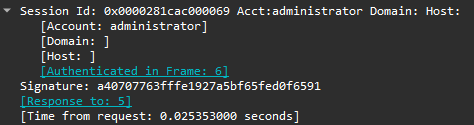 Session Id: 0x0000281cac000069 Acct:administrator Domain: Host:
[Account: administrator]
[Domain: ]
[Host: ]
[Authenticated in Frame: 6]
Signature: a40707763fffe1927a5bf65fed0f6591
[Response to: 5]
[Time from request: 0.025353000 seconds]